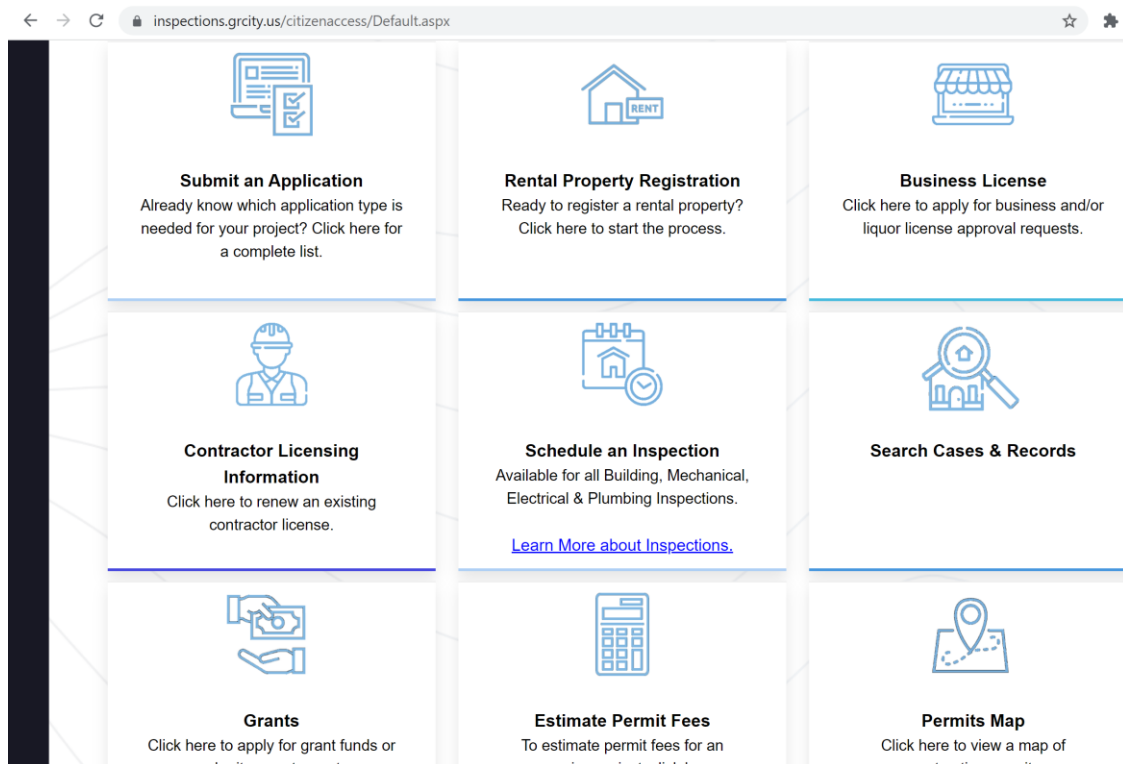 inspections.grcity.us/citizenaccess/Default.aspx
RENT
Submit an Application
Already know which application type is
needed for your project? Click here for
a complete list.
Rental Property Registration
Ready to register a rental property?
Click here to start the process.
Business License
Click here to apply for business and/or
liquor license approval requests.
Contractor Licensing
Information
Click here to renew an existing
contractor license.
Schedule an Inspection
Available for all Building, Mechanical,
Electrical & Plumbing Inspections.
Learn More about Inspections.
Search Cases & Records
Grants
Click here to apply for grant funds or
Estimate Permit Fees
To estimate permit fees for an
Permits Map
Click here to view a map of